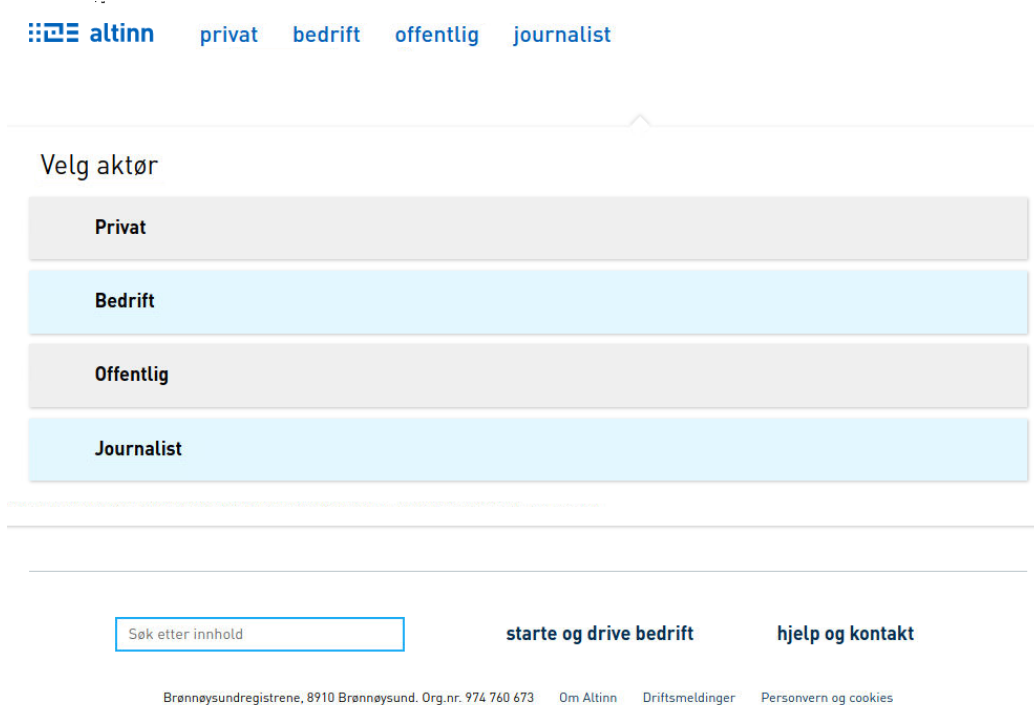 altinn privat bedrift offentlig journalist
Velg aktør
Privat
Bedrift
Offentlig
Journalist
Søk etter innhold starte og drive bedrift hjelp og kontakt
Brønnøysundregistrene, 8910 Brønnøysund. Org.nr. 974 760 673 Om Altinn Driftsmeldinger Personvern og cookies